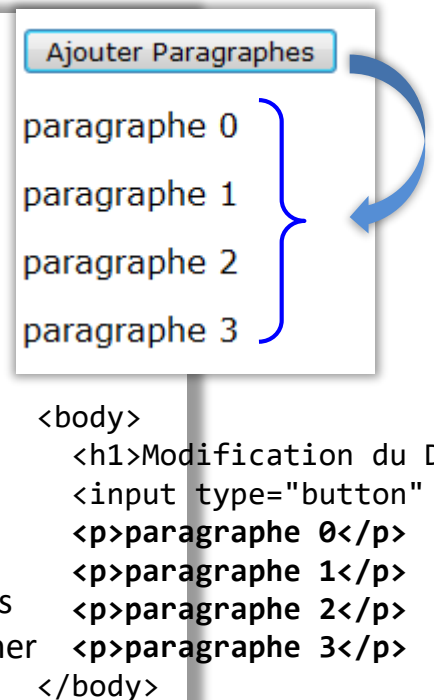 Ajouter Paragraphes
paragraphe 0
paragraphe 1
paragraphe 2
paragraphe 3
<body>
<h1>Modification du
<input type="button"
<p>paragraphe 0</p>
<p>paragraphe 1</p>
<p>paragraphe 2</p>
<p>paragraphe 3</p>
</body>